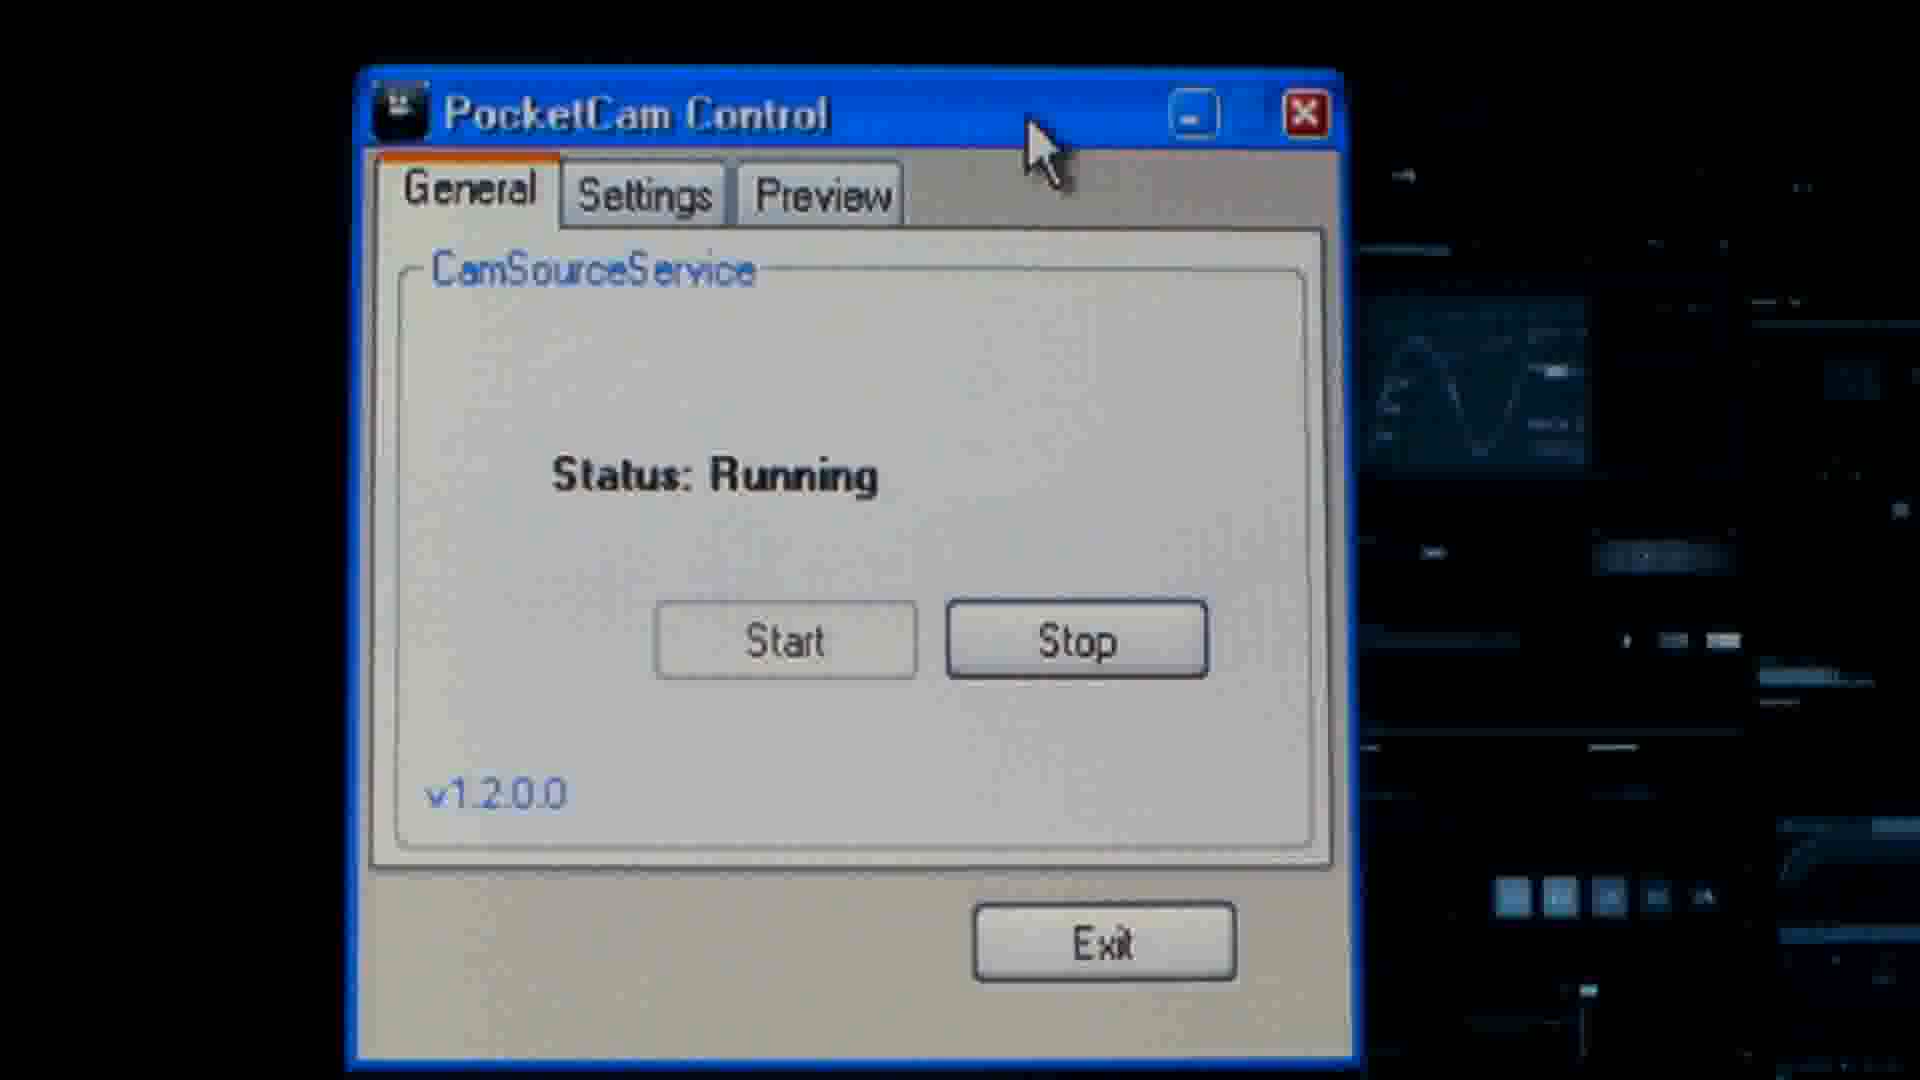 PocketCam Control
General Settings Preview
CamSourceService
Status: Running
Start Stop
v1.2.0.0
Exit